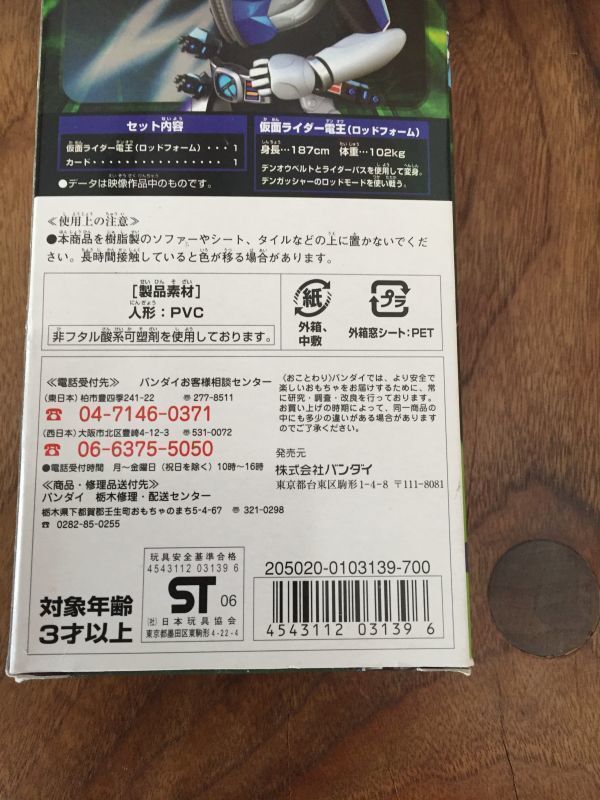 セット内容
仮面ライダー電王（ロッドフォーム）・・・1
カード・・・・・・・・・・・・・・・・1
●データは映像作品中のものです。
仮面ライダー電王（ロッドフォーム）
身長…187cm 体重…102kg
デンオウベルトとライダーパスを使用して変身。
デンガッシャーのロッドモードを使い戦う。
≪使用上の注意≫
●本商品を樹脂製のソファーやシート、タイルなどの上に置かないでくだ
さい。長時間接触していると色が移る場合があります。
［製品素材］
人形：PVC
非フタル酸系可塑剤を使用しております。
紙
外箱、
中敷
プラ
外箱窓シート：PET
≪電話受付先≫ バンダイお客様相談センター
（東日本）柏市豊四季241-22 ☎277-8511
☎ 04-7146-0371
（西日本）大阪市北区豊崎4-12-3 ☎531-0072
☎ 06-6375-5050
●電話受付時間 月〜金曜日（祝日を除く）10時〜16時
≪商品・修理品送付先≫
バンダイ 栃木修理・配送センター
栃木県下都賀郡壬生町おもちゃのまち5-4-67 ☎321-0298
☎ 0282-85-0255
（おことわり）バンダイでは、より安全で
楽しいおもちゃをお届けするために、常
に研究・調査・改良を行っております。
お買い上げの時期によって、同一商品の
中にも多少の違いがある場合があります
のでご了承ください。
発売元
株式会社バンダイ
東京都台東区駒形1-4-8 〒111-8081
玩具安全基準合格
4543112 03139 6
ST 06
（社）日本玩具協会
東京都墨田区東駒形4-22-4
対象年齢
3才以上
205020-0103139-700
4543112 031396